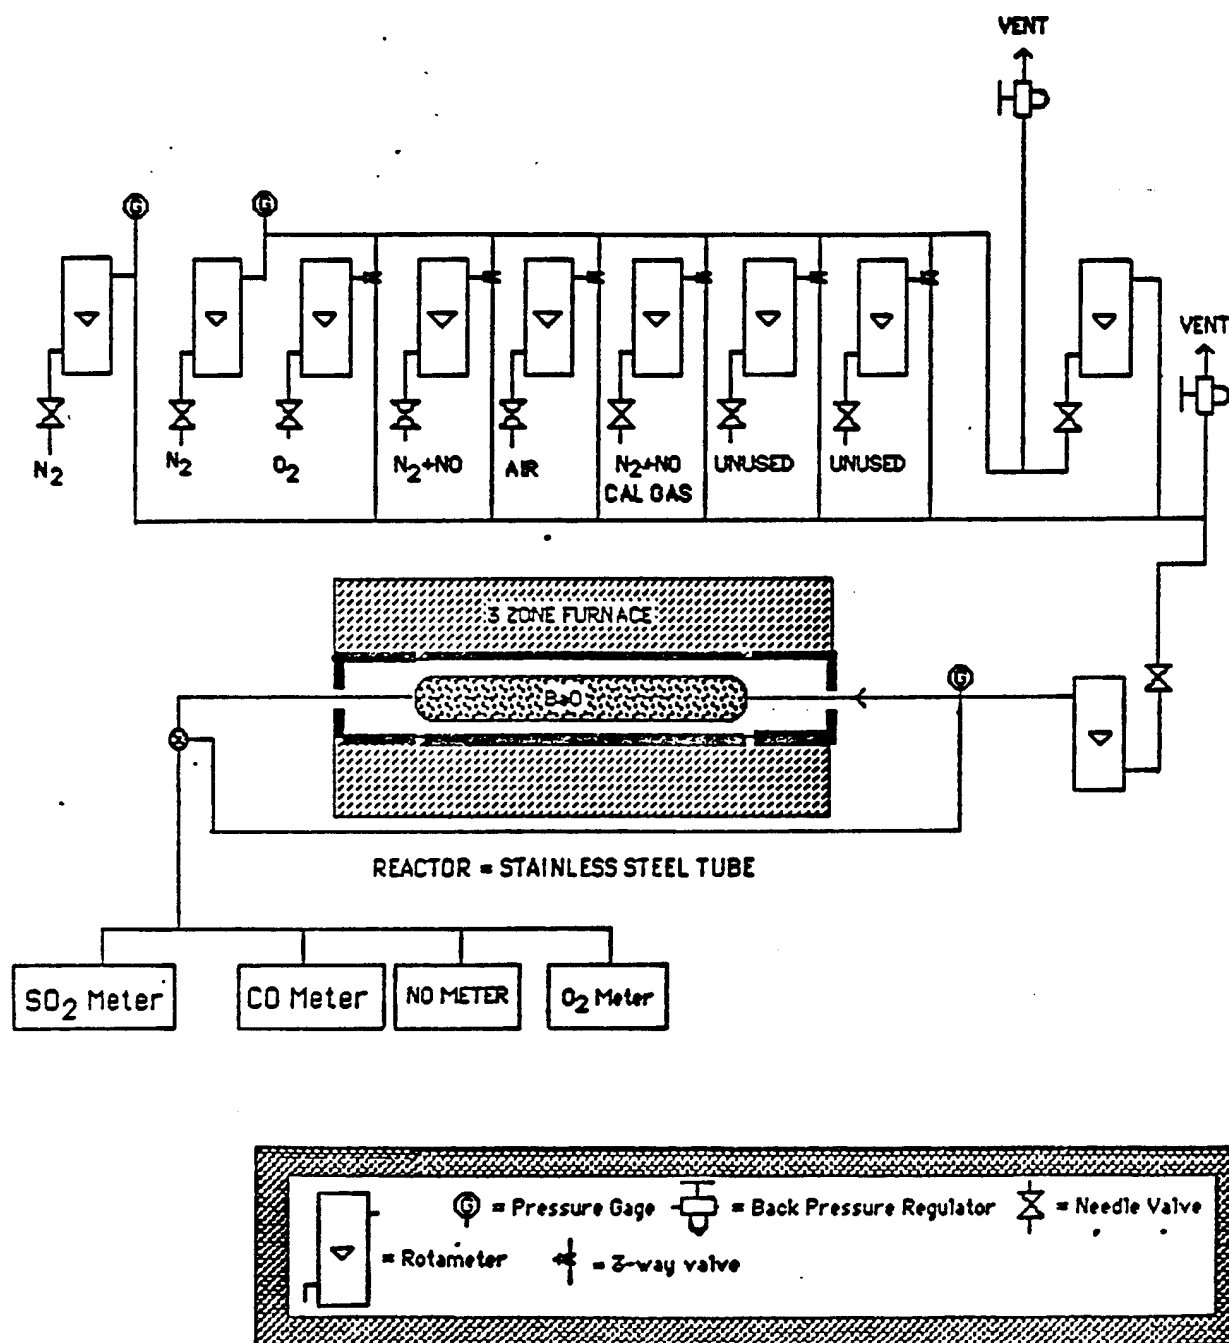 VENT
G
G
VENT
N2
N2
O2
N2+NO
AIR
N2+NO
CAL GAS
UNUSED
UNUSED
3 ZONE FURNACE
BaO
G
REACTOR = STAINLESS STEEL TUBE
SO2 Meter
CO Meter
NO METER
O2 Meter
G = Pressure Gage
= Back Pressure Regulator
= Needle Valve
= Rotameter
= 3-way valve